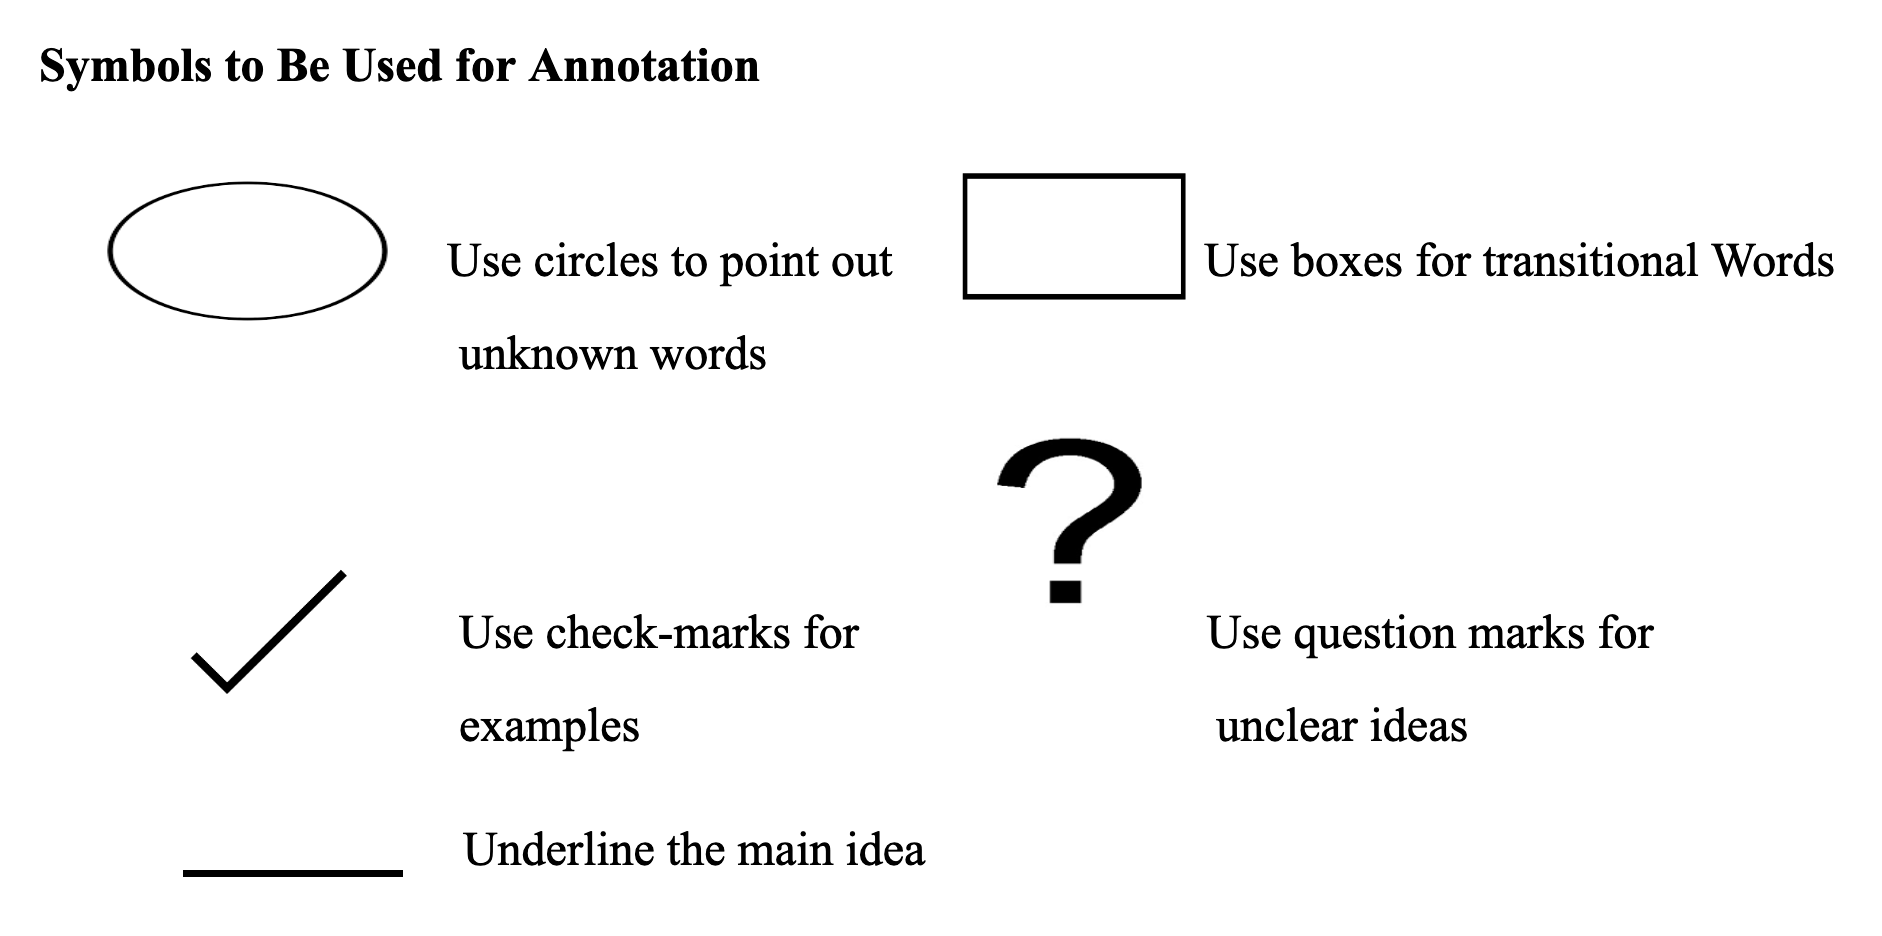 Symbols to Be Used for Annotation
Use circles to point out
unknown words
Use boxes for transitional Words
?
Use check-marks for
examples
Use question marks for
unclear ideas
Underline the main idea